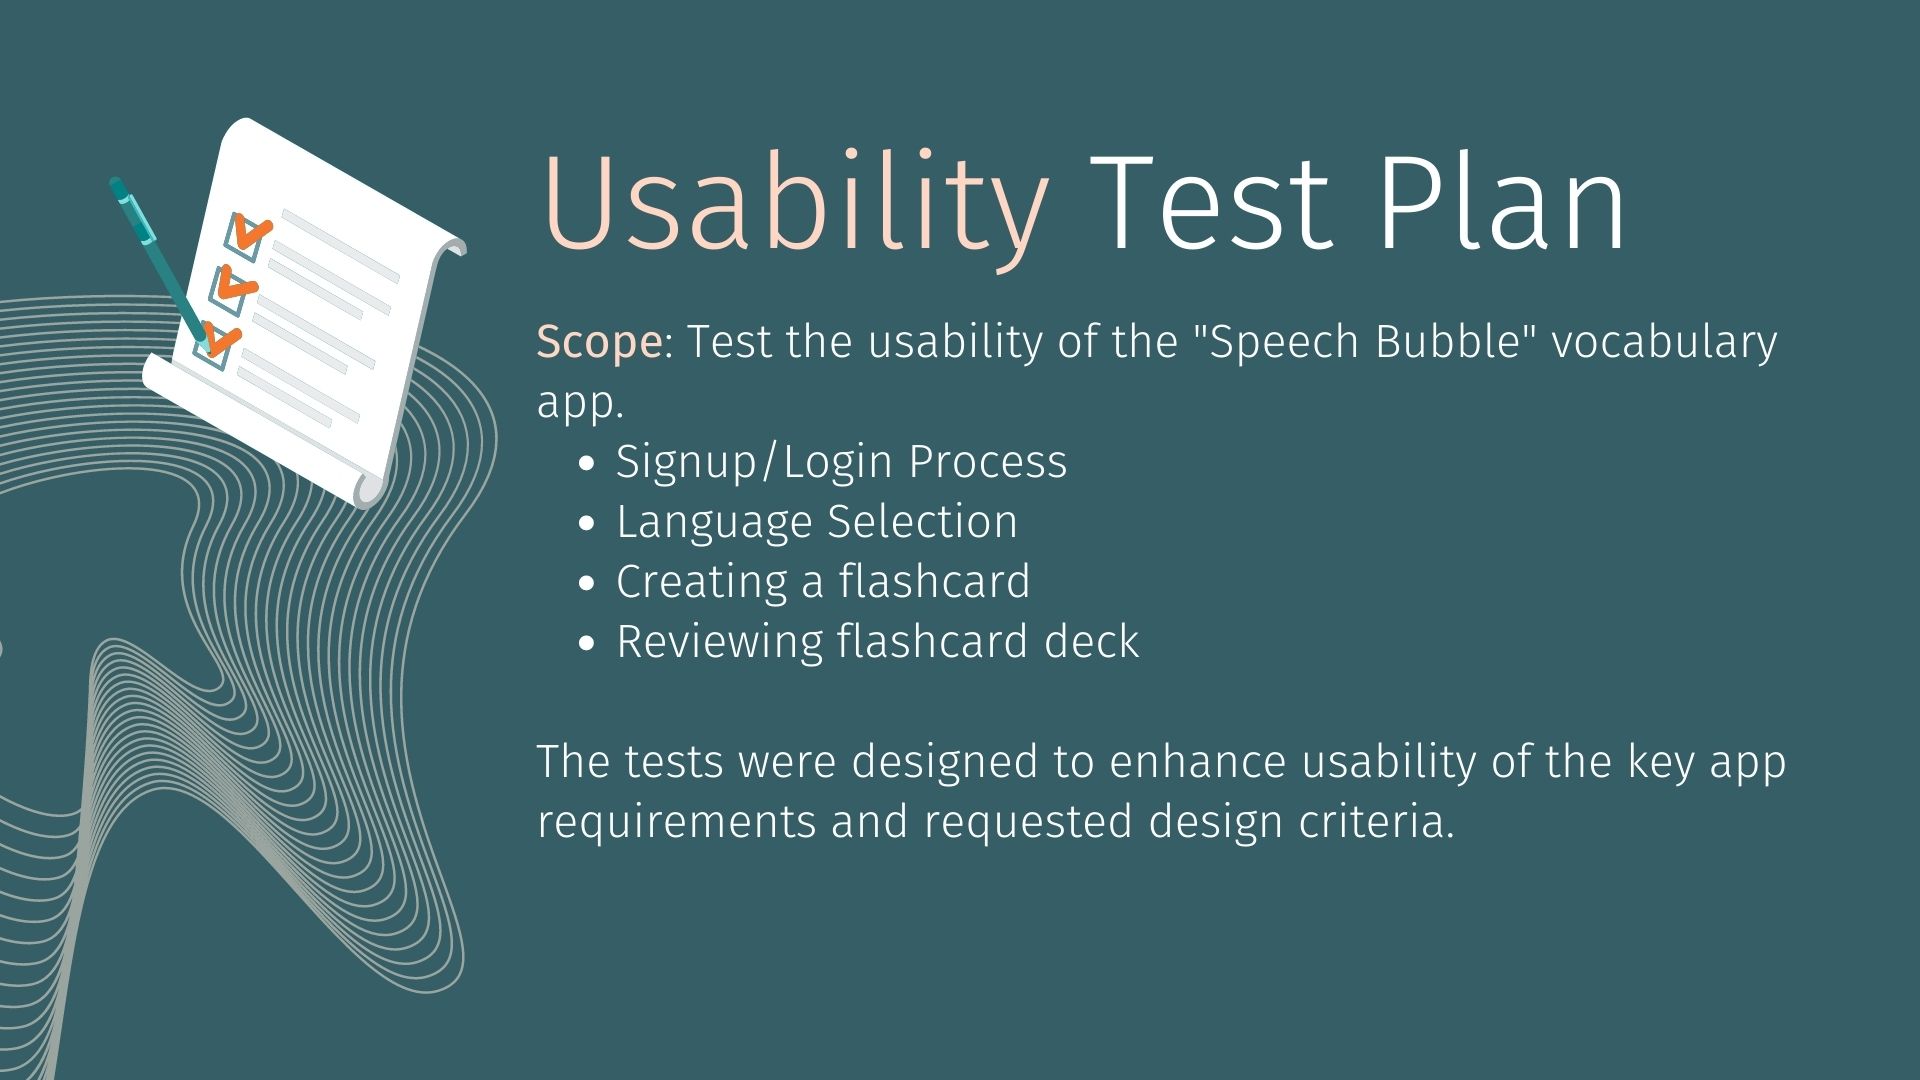 Usability Test Plan
Scope: Test the usability of the "Speech Bubble" vocabulary
app.
• Signup/Login Process
• Language Selection
• Creating a flashcard
• Reviewing flashcard deck
The tests were designed to enhance usability of the key app
requirements and requested design criteria.